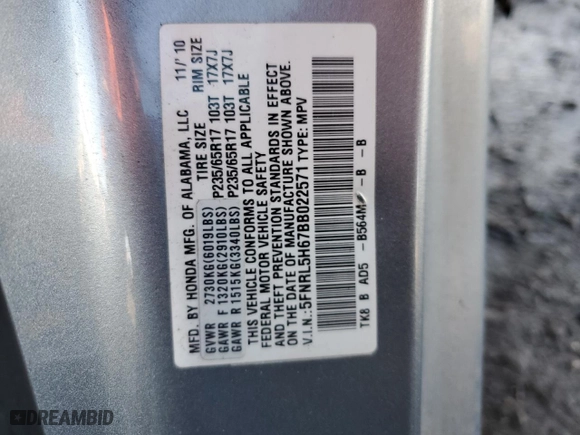 MFD. BY HONDA MFG. OF ALABAMA, LLC 11/'10
TIRE SIZE RIM SIZE
GVWR 2730KG(6019LBS)
GAWR F 1320KG(2910LBS) P235/65R17 103T 17X7J
GAWR R 1515KG(3340LBS) P235/65R17 103T 17X7J
THIS VEHICLE CONFORMS TO ALL APPLICABLE
FEDERAL MOTOR VEHICLE SAFETY
AND THEFT PREVENTION STANDARDS IN EFFECT
ON THE DATE OF MANUFACTURE SHOWN ABOVE.
V.I.N.: 5FNRL5H67BB022571 TYPE: MPV
TK8 B AD5 - B564M - B - B
DREAMBID